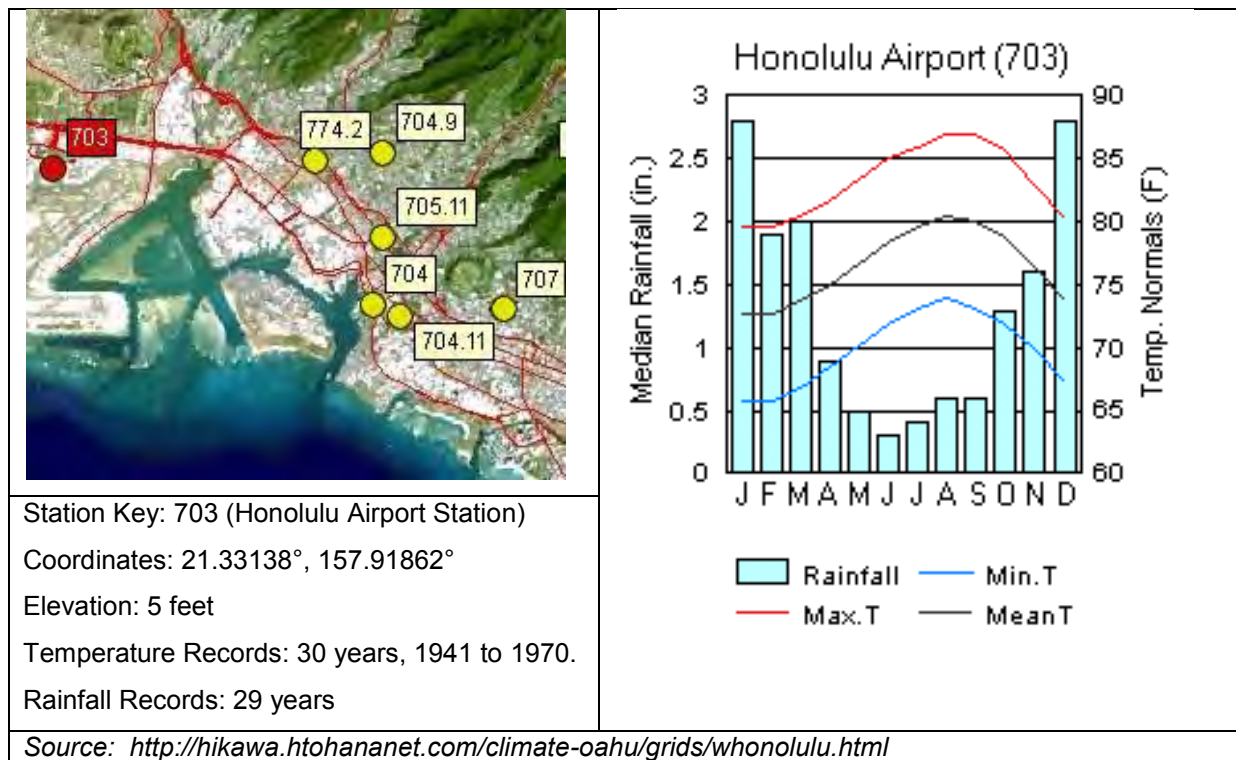 703
774.2
704.9
705.11
704
707
704.11
Station Key: 703 (Honolulu Airport Station)
Coordinates: 21.33138°, 157.91862°
Elevation: 5 feet
Temperature Records: 30 years, 1941 to 1970.
Rainfall Records: 29 years
Honolulu Airport (703)
Median Rainfall (in.)
3
2.5
2
1.5
1
0.5
0
90
85
80
75
70
65
60
Temp. Normals (F)
J F M A M J J A S O N D
Rainfall Min.T
Max.T MeanT
Source: http://hikawa.htohananet.com/climate-oahu/grids/whonolulu.html